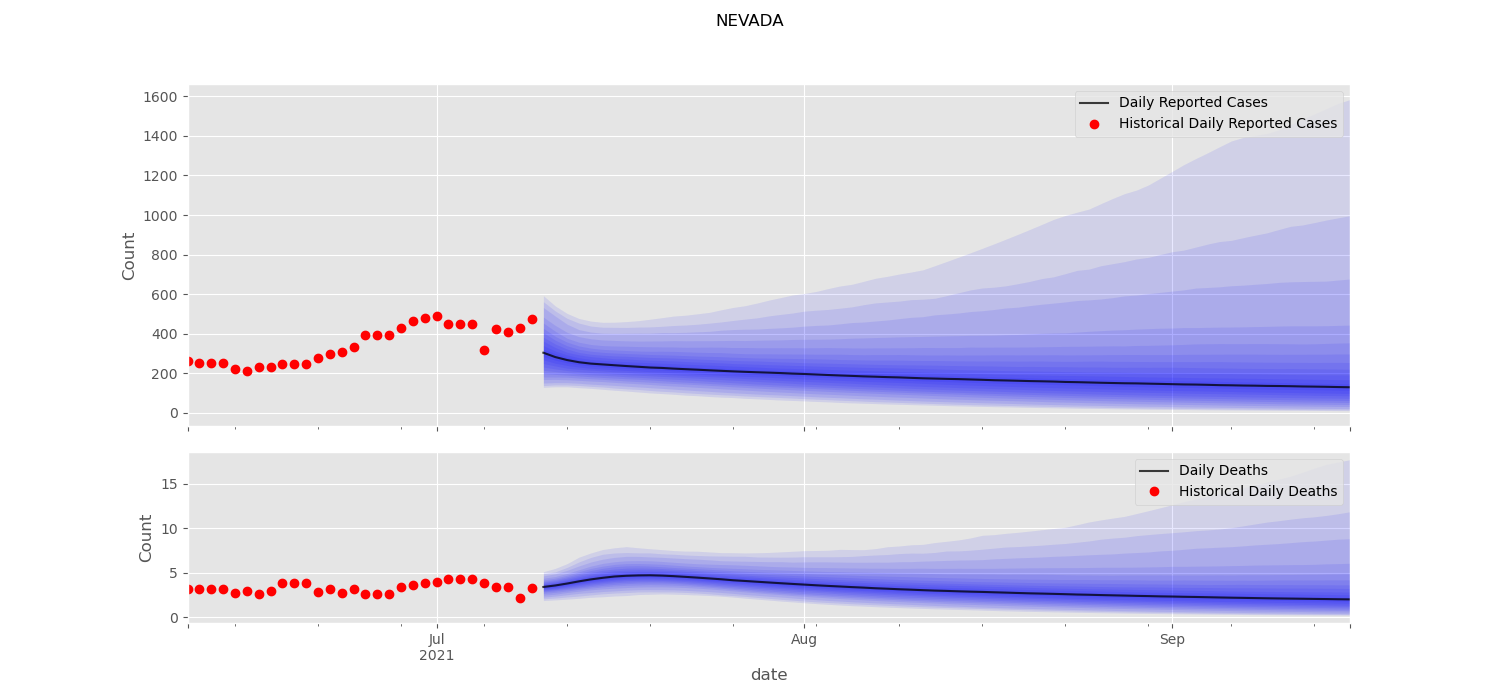 NEVADA
1600
1400
1200
1000
800
600
400
200
0
Count
Daily Reported Cases
Historical Daily Reported Cases
15
10
5
0
Count
Daily Deaths
Historical Daily Deaths
Jul
2021
Aug
Sep
date